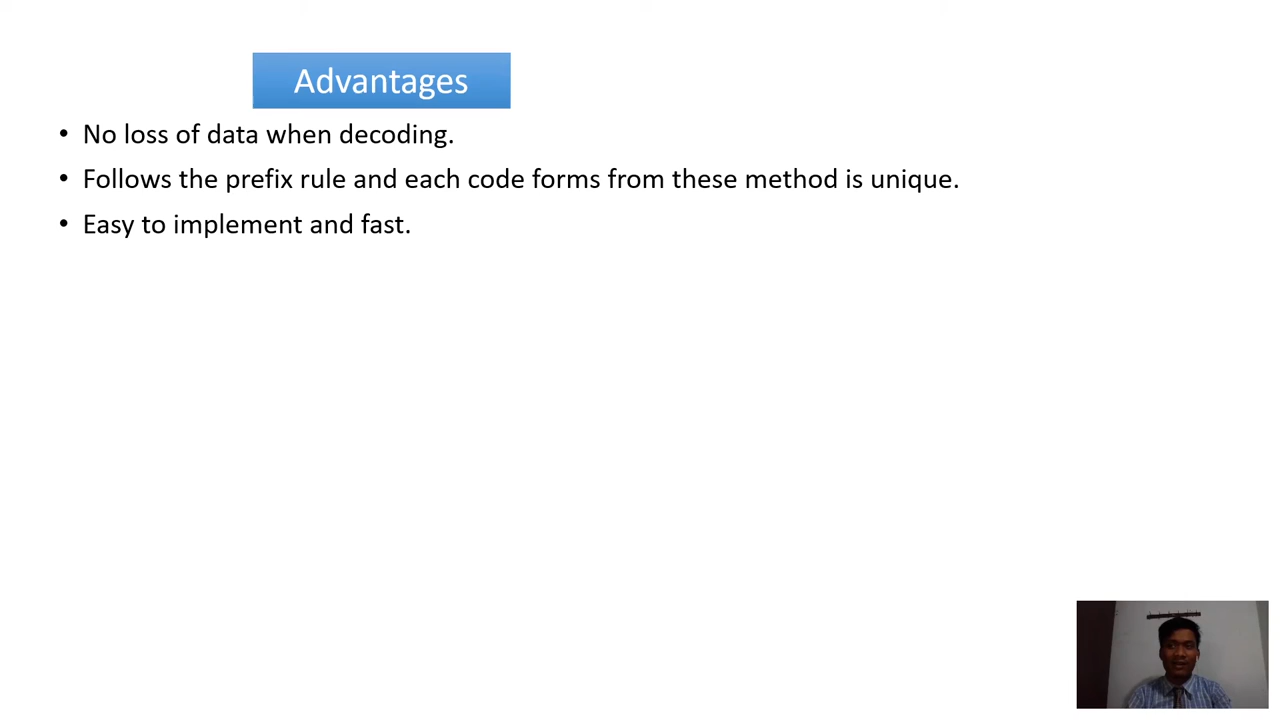 Advantages
• No loss of data when decoding.
• Follows the prefix rule and each code forms from these method is unique.
• Easy to implement and fast.